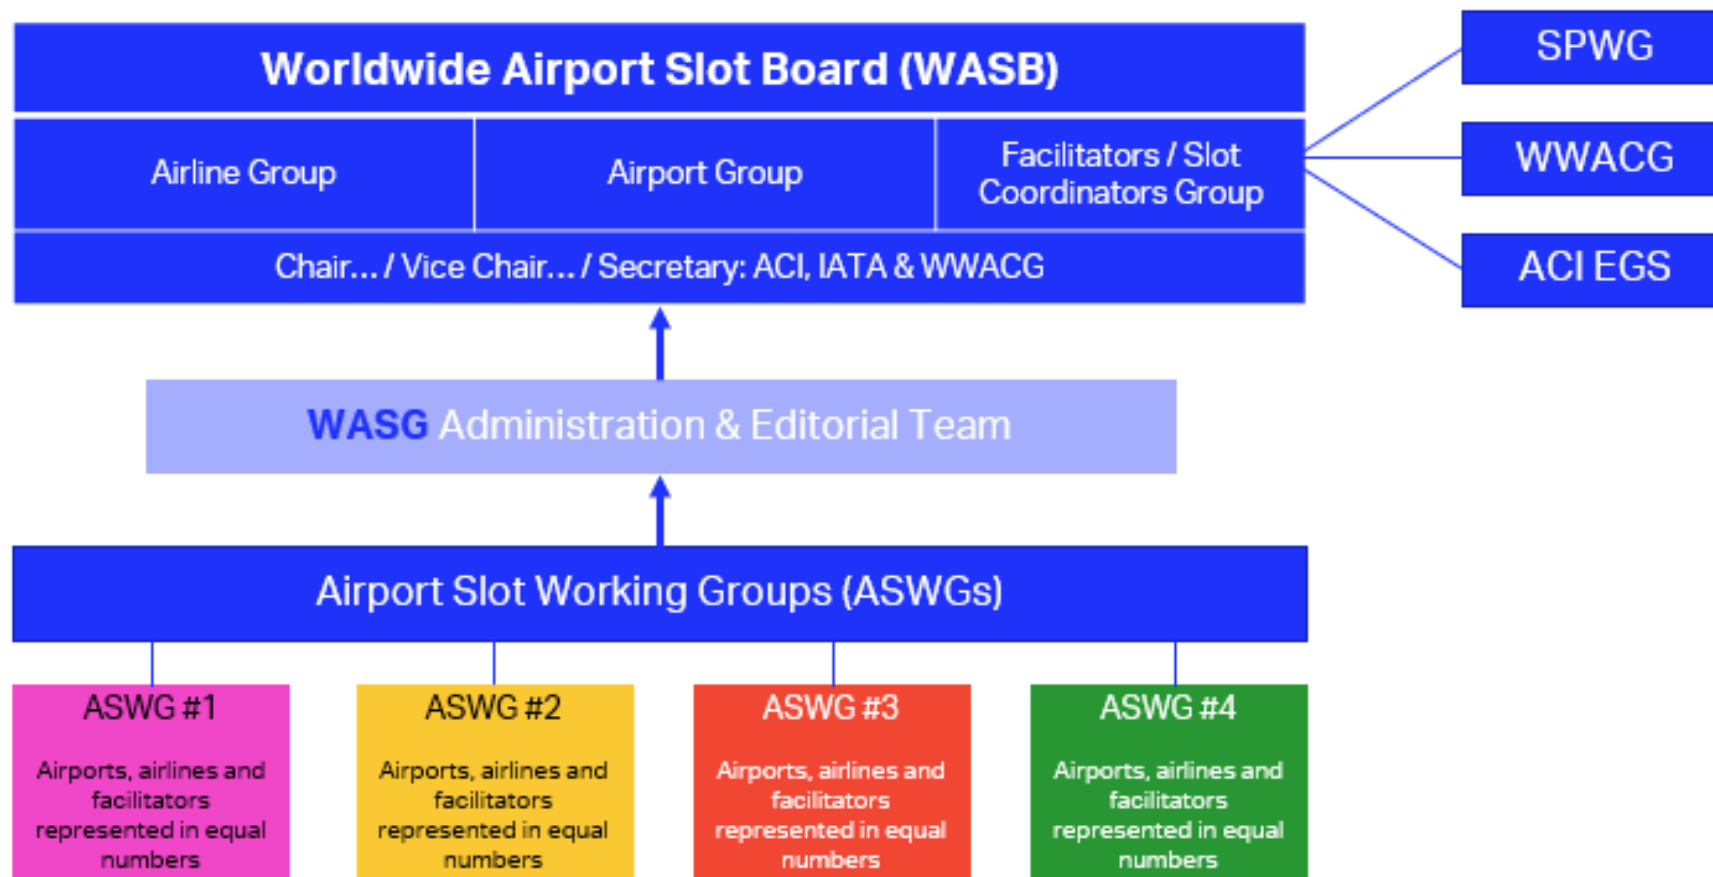 Worldwide Airport Slot Board (WASB)
Airline Group
Airport Group
Facilitators / Slot
Coordinators Group
Chair... / Vice Chair... / Secretary: ACI, IATA & WWACG
SPWG
WWACG
ACI EGS
WASG Administration & Editorial Team
Airport Slot Working Groups (ASWGs)
ASWG #1
Airports, airlines and
facilitators
represented in equal
numbers
ASWG #2
Airports, airlines and
facilitators
represented in equal
numbers
ASWG #3
Airports, airlines and
facilitators
represented in equal
numbers
ASWG #4
Airports, airlines and
facilitators
represented in equal
numbers